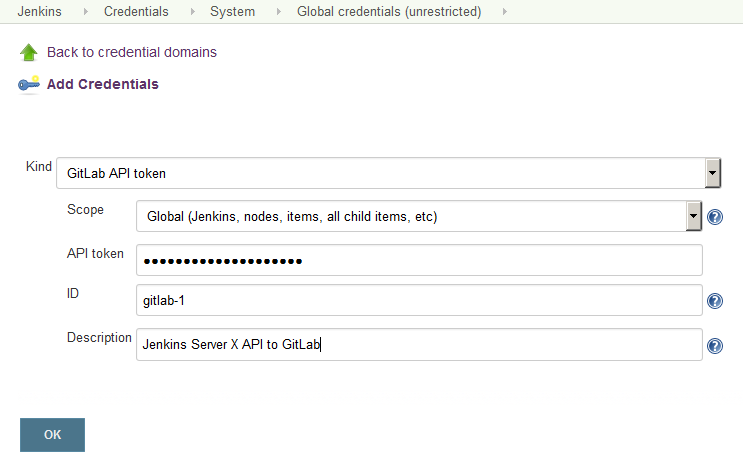 Jenkins Credentials System Global credentials (unrestricted)
Back to credential domains
Add Credentials
Kind GitLab API token
Scope Global (Jenkins, nodes, items, all child items, etc)
API token ••••••••••••••••••••
ID gitlab-1
Description Jenkins Server X API to GitLab
OK